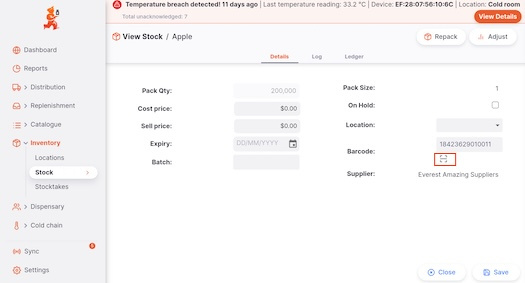 Temperature breach detected! 11 days ago | Last temperature reading: 33.2 °C | Device: EF:28:07:56:10:6C | Location: Cold room
Total unacknowledged: 7
View Details
View Stock / Apple
Repack
Adjust
Details
Log
Ledger
Dashboard
Reports
Distribution
Replenishment
Catalogue
Inventory
Locations
Stock
Stocktakes
Dispensary
Cold chain
Sync
6
Settings
Pack Qty: 200,000
Cost price: $0.00
Sell price: $0.00
Expiry: DD/MM/YYYY
Batch:
Pack Size: 1
On Hold:
Location:
Barcode: 18423629010011
Supplier: Everest Amazing Suppliers
Close
Save